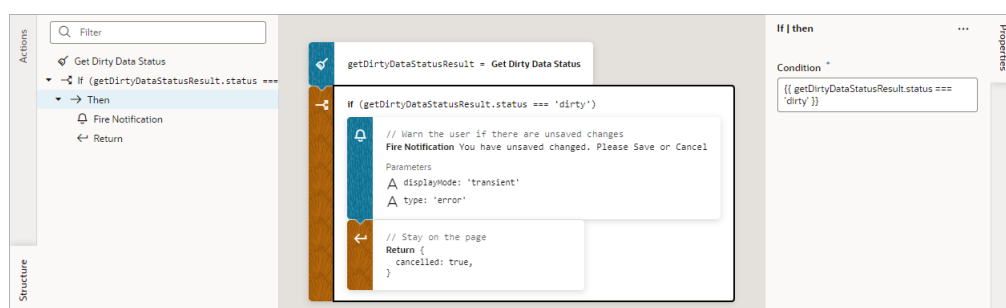 Actions
Structure
Filter
Get Dirty Data Status
If (getDirtyDataStatusResult.status ===
Then
Fire Notification
Return
getDirtyDataStatusResult = Get Dirty Data Status
if (getDirtyDataStatusResult.status === 'dirty')
// Warn the user if there are unsaved changes
Fire Notification You have unsaved changed. Please Save or Cancel
Parameters
A displayMode: 'transient'
A type: 'error'
// Stay on the page
Return {
cancelled: true,
}
If | then
...
Condition *
{{ getDirtyDataStatusResult.status ===
'dirty' }}
Properties